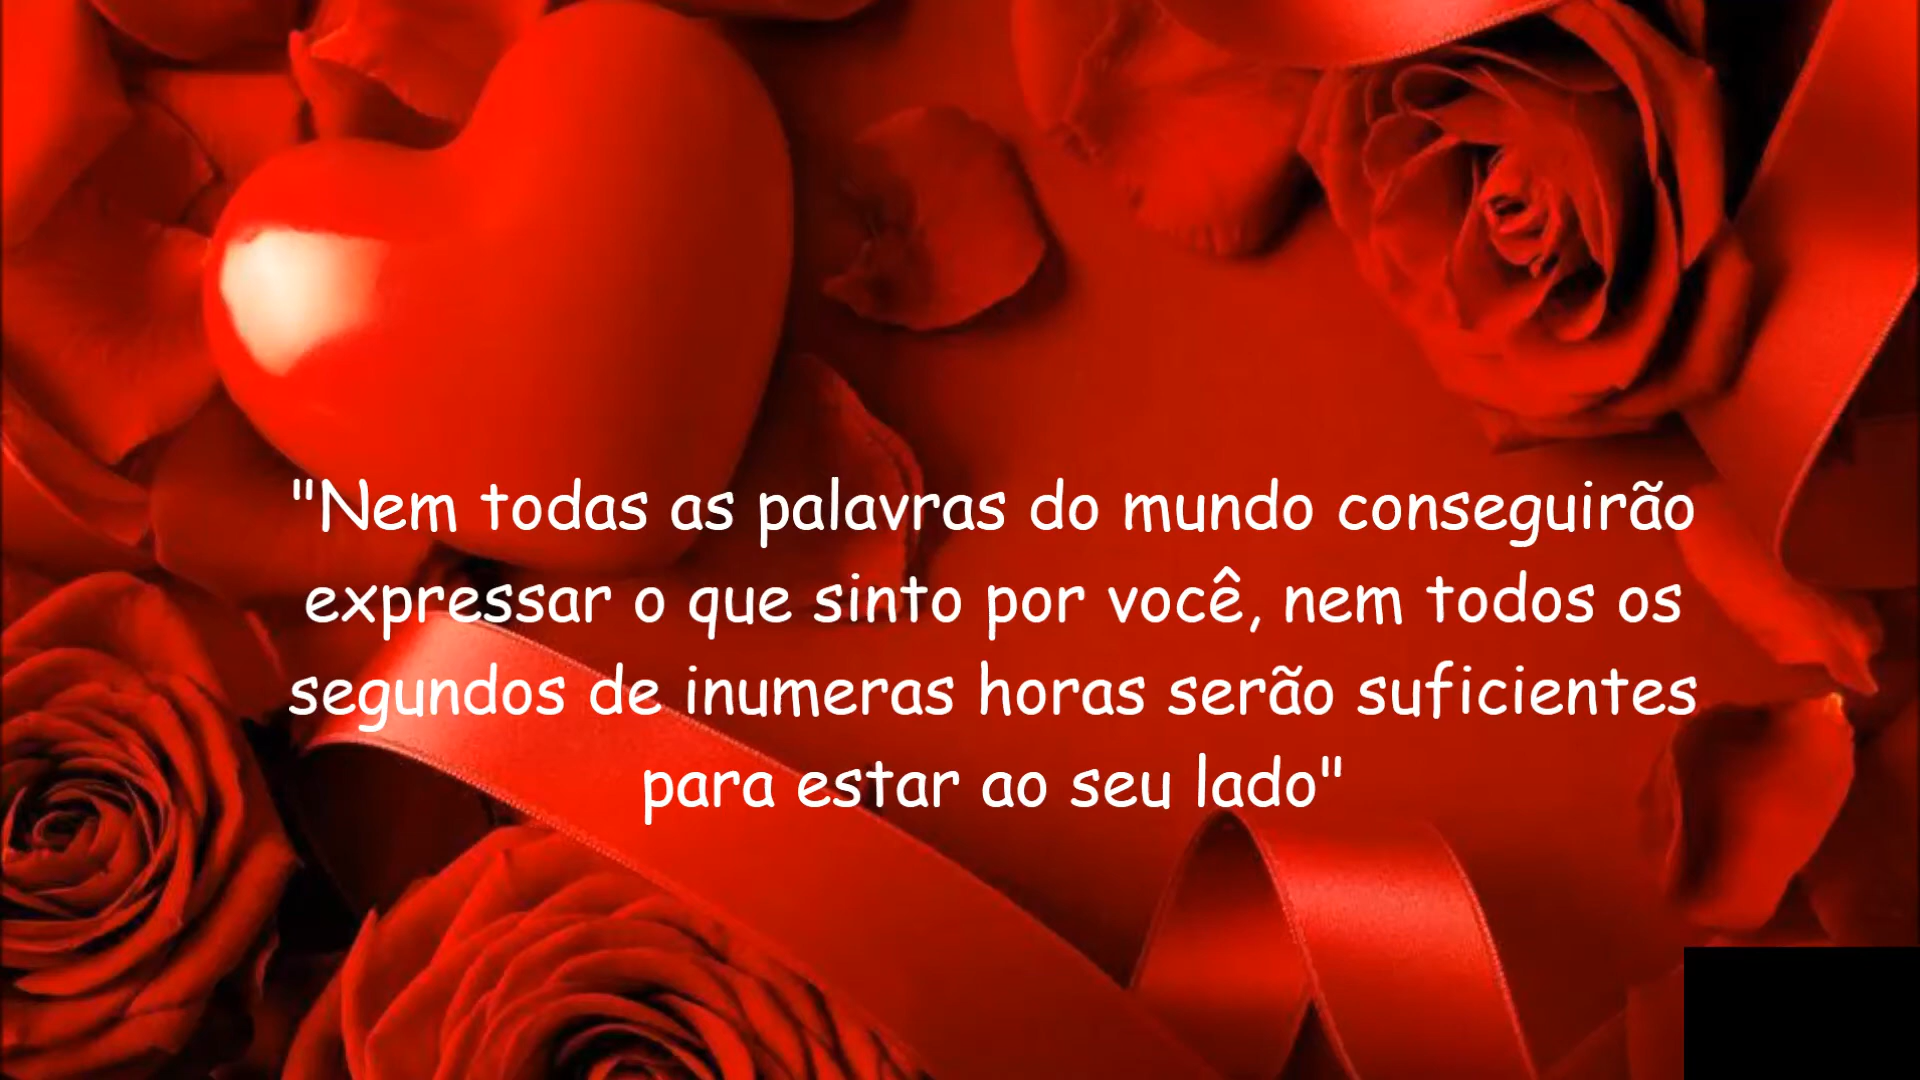 "Nem todas as palavras do mundo conseguirão
expressar o que sinto por você, nem todos os
segundos de inumeras horas serão suficientes
para estar ao seu lado"